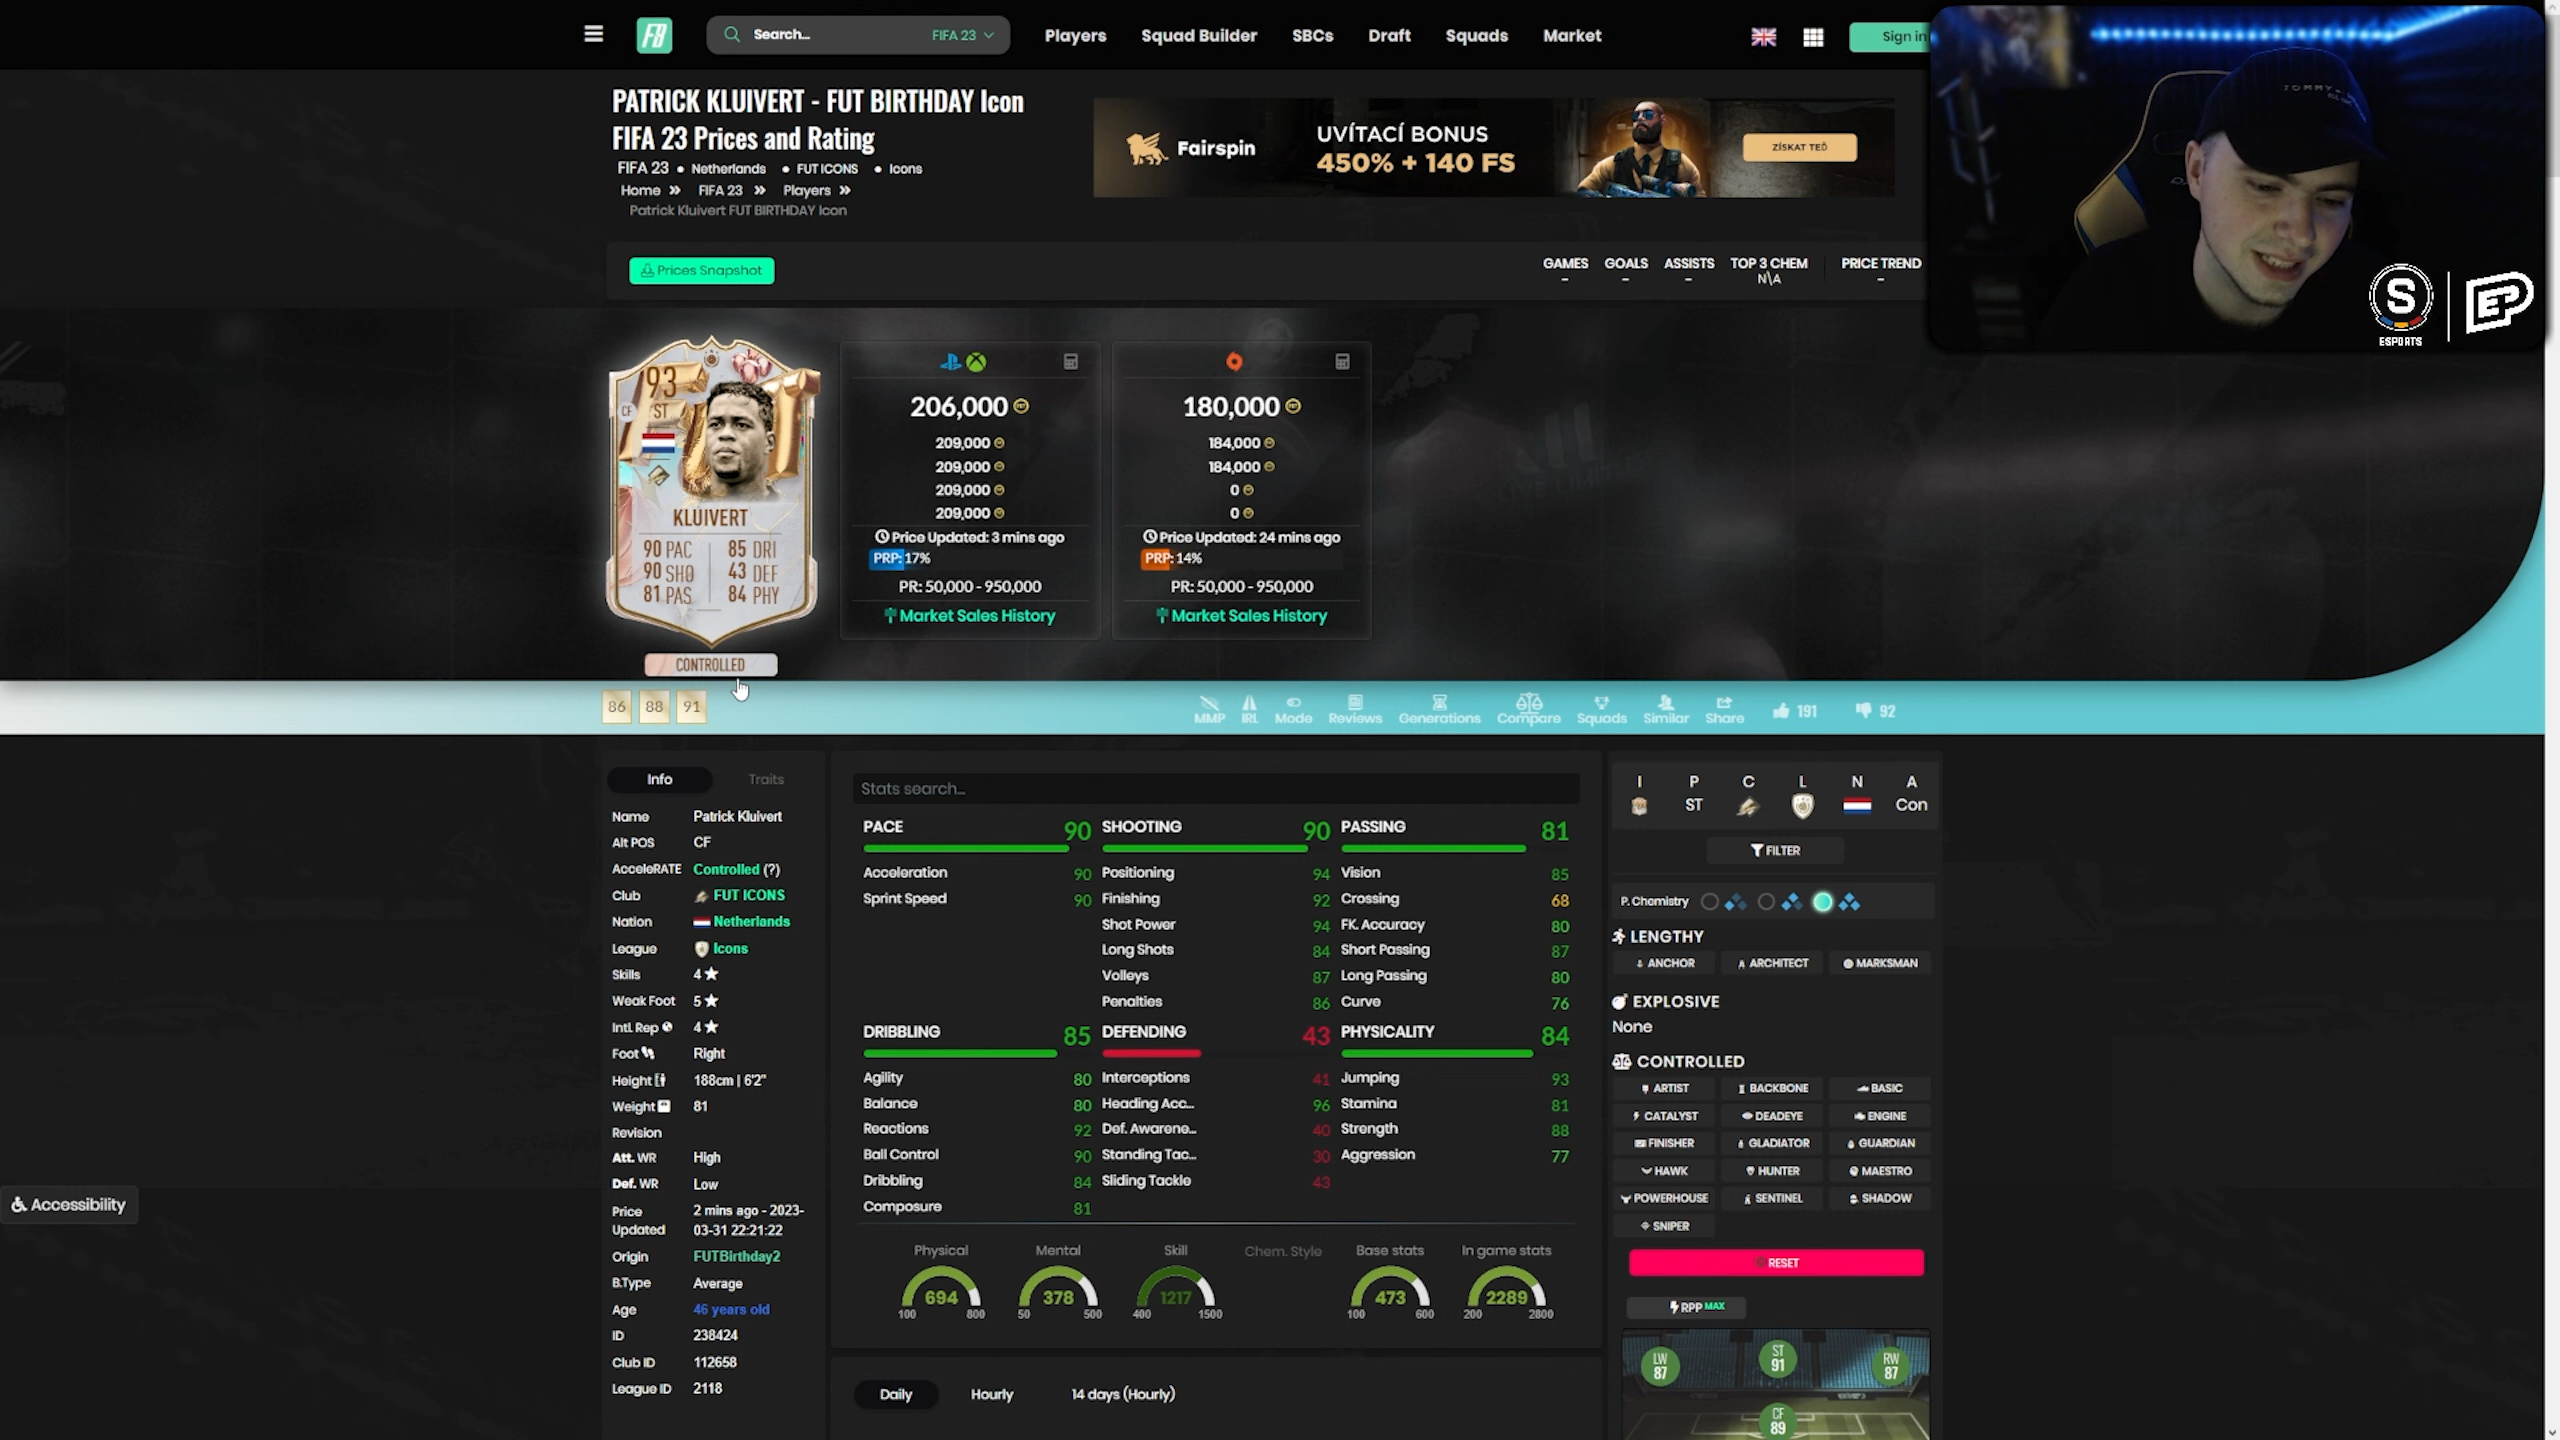 Search...
FIFA 23
Players
Squad Builder
SBCs
Draft
Squads
Market
Sign in
PATRICK KLUIVERT - FUT BIRTHDAY Icon
FIFA 23 Prices and Rating
FIFA 23 • Netherlands • FUT ICONS • Icons
Home » FIFA 23 » Players »
Patrick Kluivert FUT BIRTHDAY Icon
Fairspin
UVÍTACÍ BONUS
450% + 140 FS
ZÍSKAT TEĎ
TOMMY
S
ESPORTS
EP
Prices Snapshot
GAMES
-
GOALS
-
ASSISTS
-
TOP 3 CHEM
N\A
PRICE TREND
-
93
CF
ST
KLUIVERT
90 PAC 85 DRI
90 SHO 43 DEF
81 PAS 84 PHY
CONTROLLED
206,000
209,000
209,000
209,000
209,000
Price Updated: 3 mins ago
PRP: 17%
PR: 50,000 - 950,000
Market Sales History
180,000
184,000
184,000
0
0
Price Updated: 24 mins ago
PRP: 14%
PR: 50,000 - 950,000
Market Sales History
86 88 91
MMP
IRL
Mode
Reviews
Generations
Compare
Squads
Similar
Share
191
92
Info
Traits
Name Patrick Kluivert
Alt POS CF
AcceleRATE Controlled (?)
Club FUT ICONS
Nation Netherlands
League Icons
Skills 4
Weak Foot 5
Intl. Rep 4
Foot Right
Height 188cm | 6'2"
Weight 81
Revision
Att. WR High
Def. WR Low
Price Updated 2 mins ago - 2023-
03-31 22:21:22
Origin FUTBirthday2
B.Type Average
Age 46 years old
ID 238424
Club ID 112658
League ID 2118
Stats search...
PACE 90
Acceleration 90
Sprint Speed 90
SHOOTING 90
Positioning 94
Finishing 92
Shot Power 94
Long Shots 84
Volleys 87
Penalties 86
PASSING 81
Vision 85
Crossing 68
FK. Accuracy 80
Short Passing 87
Long Passing 80
Curve 76
DRIBBLING 85
Agility 80
Balance 80
Reactions 92
Ball Control 90
Dribbling 84
Composure 81
DEFENDING 43
Interceptions 41
Heading Acc... 96
Def. Awarene... 40
Standing Tac... 30
Sliding Tackle 43
PHYSICALITY 84
Jumping 93
Stamina 81
Strength 88
Aggression 77
Physical
694
100 800
Mental
378
50 500
Skill
1217
400 1500
Chem. Style
Base stats
473
100 600
In game stats
2289
200 2800
Daily
Hourly
14 days (Hourly)
I P C L N A
ST Con
FILTER
P. Chemistry
LENGTHY
ANCHOR ARCHITECT MARKSMAN
EXPLOSIVE
None
CONTROLLED
ARTIST BACKBONE BASIC
CATALYST DEADEYE ENGINE
FINISHER GLADIATOR GUARDIAN
HAWK HUNTER MAESTRO
POWERHOUSE SENTINEL SHADOW
SNIPER
RESET
RPP MAX
LW
87
ST
91
RW
87
CF
89
Accessibility